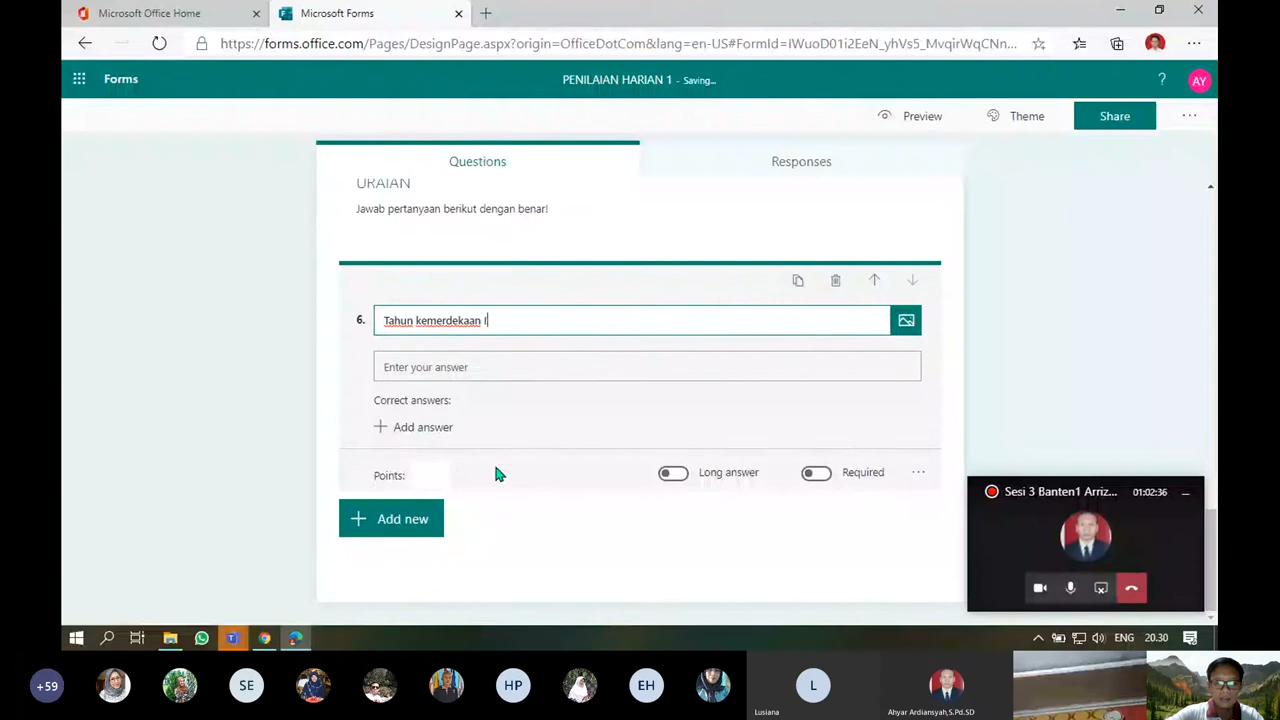 Microsoft Office Home
Microsoft Forms
https://forms.office.com/Pages/DesignPage.aspx?origin=OfficeDotCom&lang=en-US#FormId=IWuoD01i2EeN_yhVs5_MvqirWqCNn...
Forms
PENILAIAN HARIAN 1 - Saving...
?
AY
Preview
Theme
Share
Questions
Responses
URAIAN
Jawab pertanyaan berikut dengan benar!
6.
Tahun kemerdekaan I
Enter your answer
Correct answers:
Add answer
Points:
Long answer
Required
Add new
Sesi 3 Banten1 Arriz...
01:02:36
ENG
20.30
+59
SE
HP
EH
L
Lusiana
Ahyar Ardiansyah,S.Pd.SD